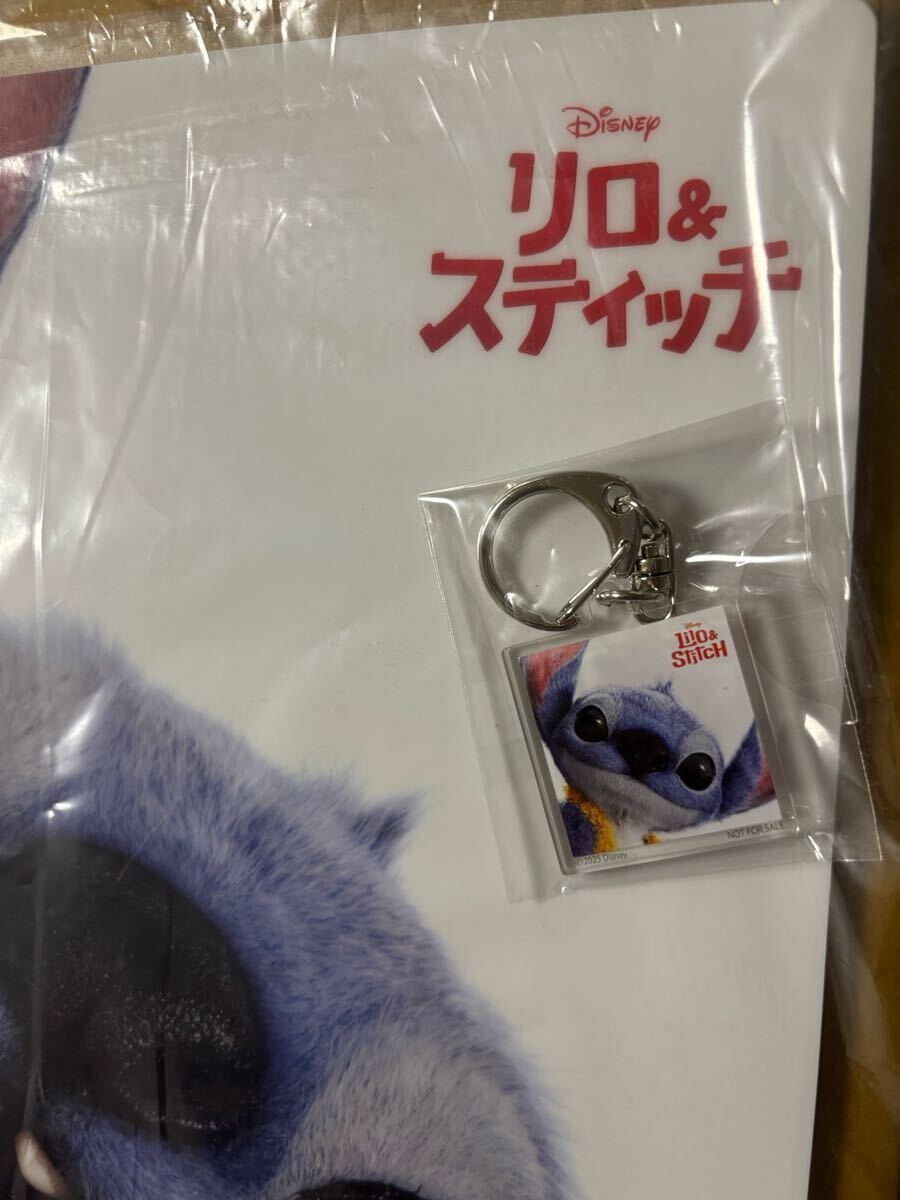 Disney
リロ&
スティッチ
Disney
Lilo&
Stitch
NOT FOR SALE
©2025 Disney